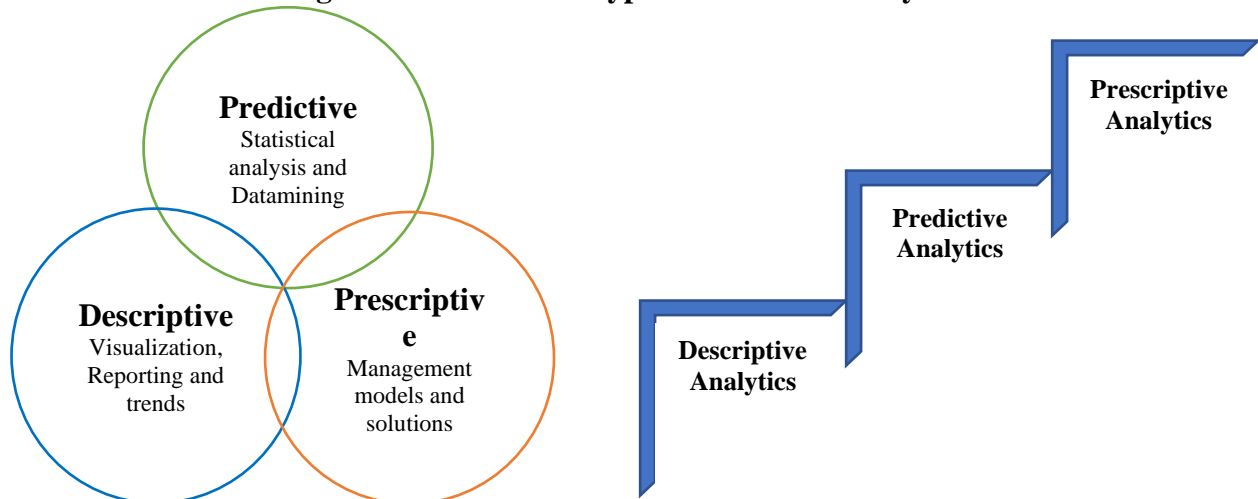 Predictive
Statistical
analysis and
Datamining
Descriptive
Visualization,
Reporting and
trends
Prescriptiv
e
Management
models and
solutions
Prescriptive
Analytics
Predictive
Analytics
Descriptive
Analytics